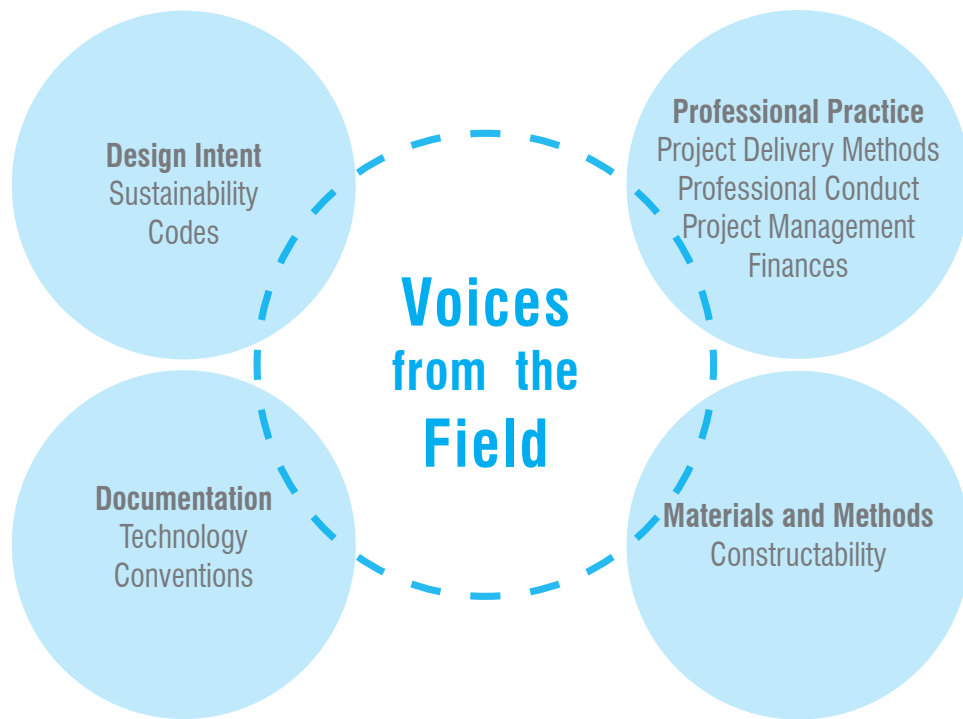 Design Intent
Sustainability
Codes
Professional Practice
Project Delivery Methods
Professional Conduct
Project Management
Finances
Voices
from the
Field
Documentation
Technology
Conventions
Materials and Methods
Constructability